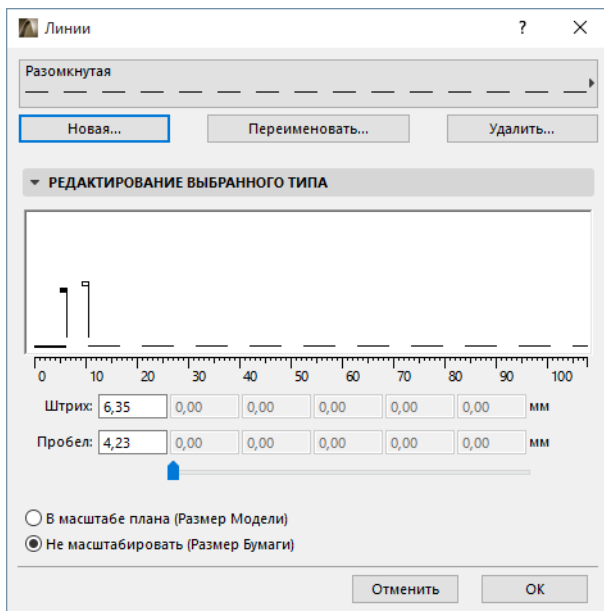 Линии ?
Разомкнутая
Новая... Переименовать... Удалить...
РЕДАКТИРОВАНИЕ ВЫБРАННОГО ТИПА
0 10 20 30 40 50 60 70 80 90 100
Штрих: 6,35 0,00 0,00 0,00 0,00 0,00 мм
Пробел: 4,23 0,00 0,00 0,00 0,00 0,00 мм
В масштабе плана (Размер Модели)
Не масштабировать (Размер Бумаги)
Отменить ОК